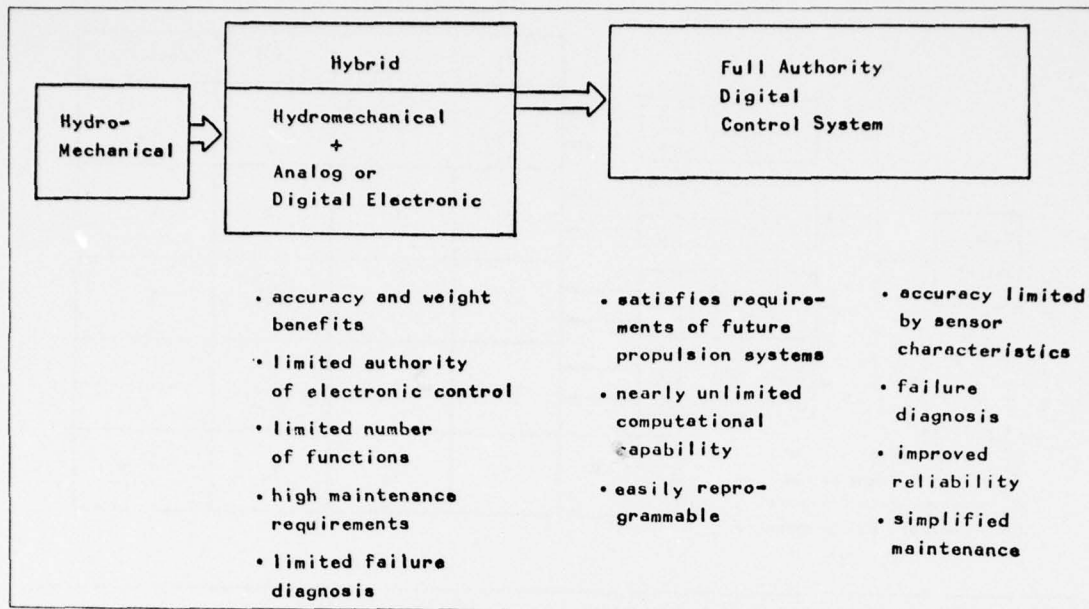 Hydro-
Mechanical
Hybrid
Hydromechanical
+
Analog or
Digital Electronic
Full Authority
Digital
Control System
• accuracy and weight
benefits
• limited authority
of electronic control
• limited number
of functions
• high maintenance
requirements
• limited failure
diagnosis
• satisfies require-
ments of future
propulsion systems
• nearly unlimited
computational
capability
• easily repro-
grammable
• accuracy limited
by sensor
characteristics
• failure
diagnosis
• improved
reliability
• simplified
maintenance